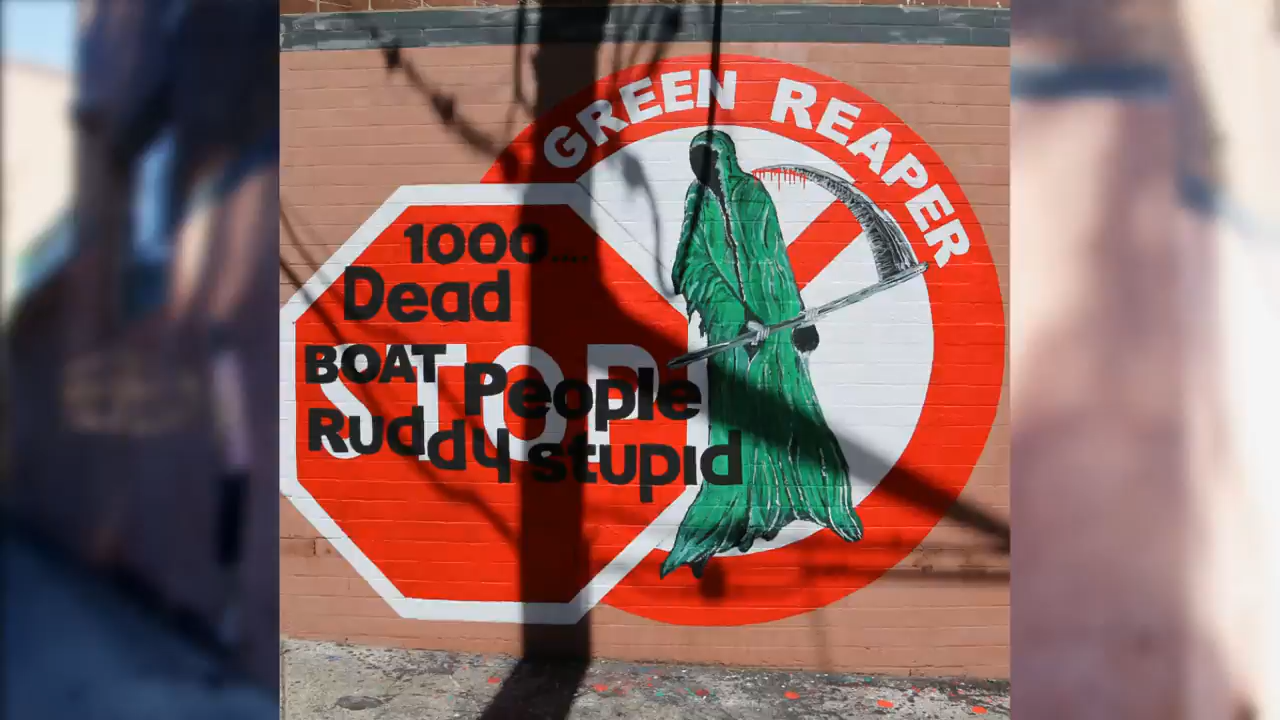 GREEN REAPER
1000....
Dead
BOAT People
Ruddy stupid
STOP